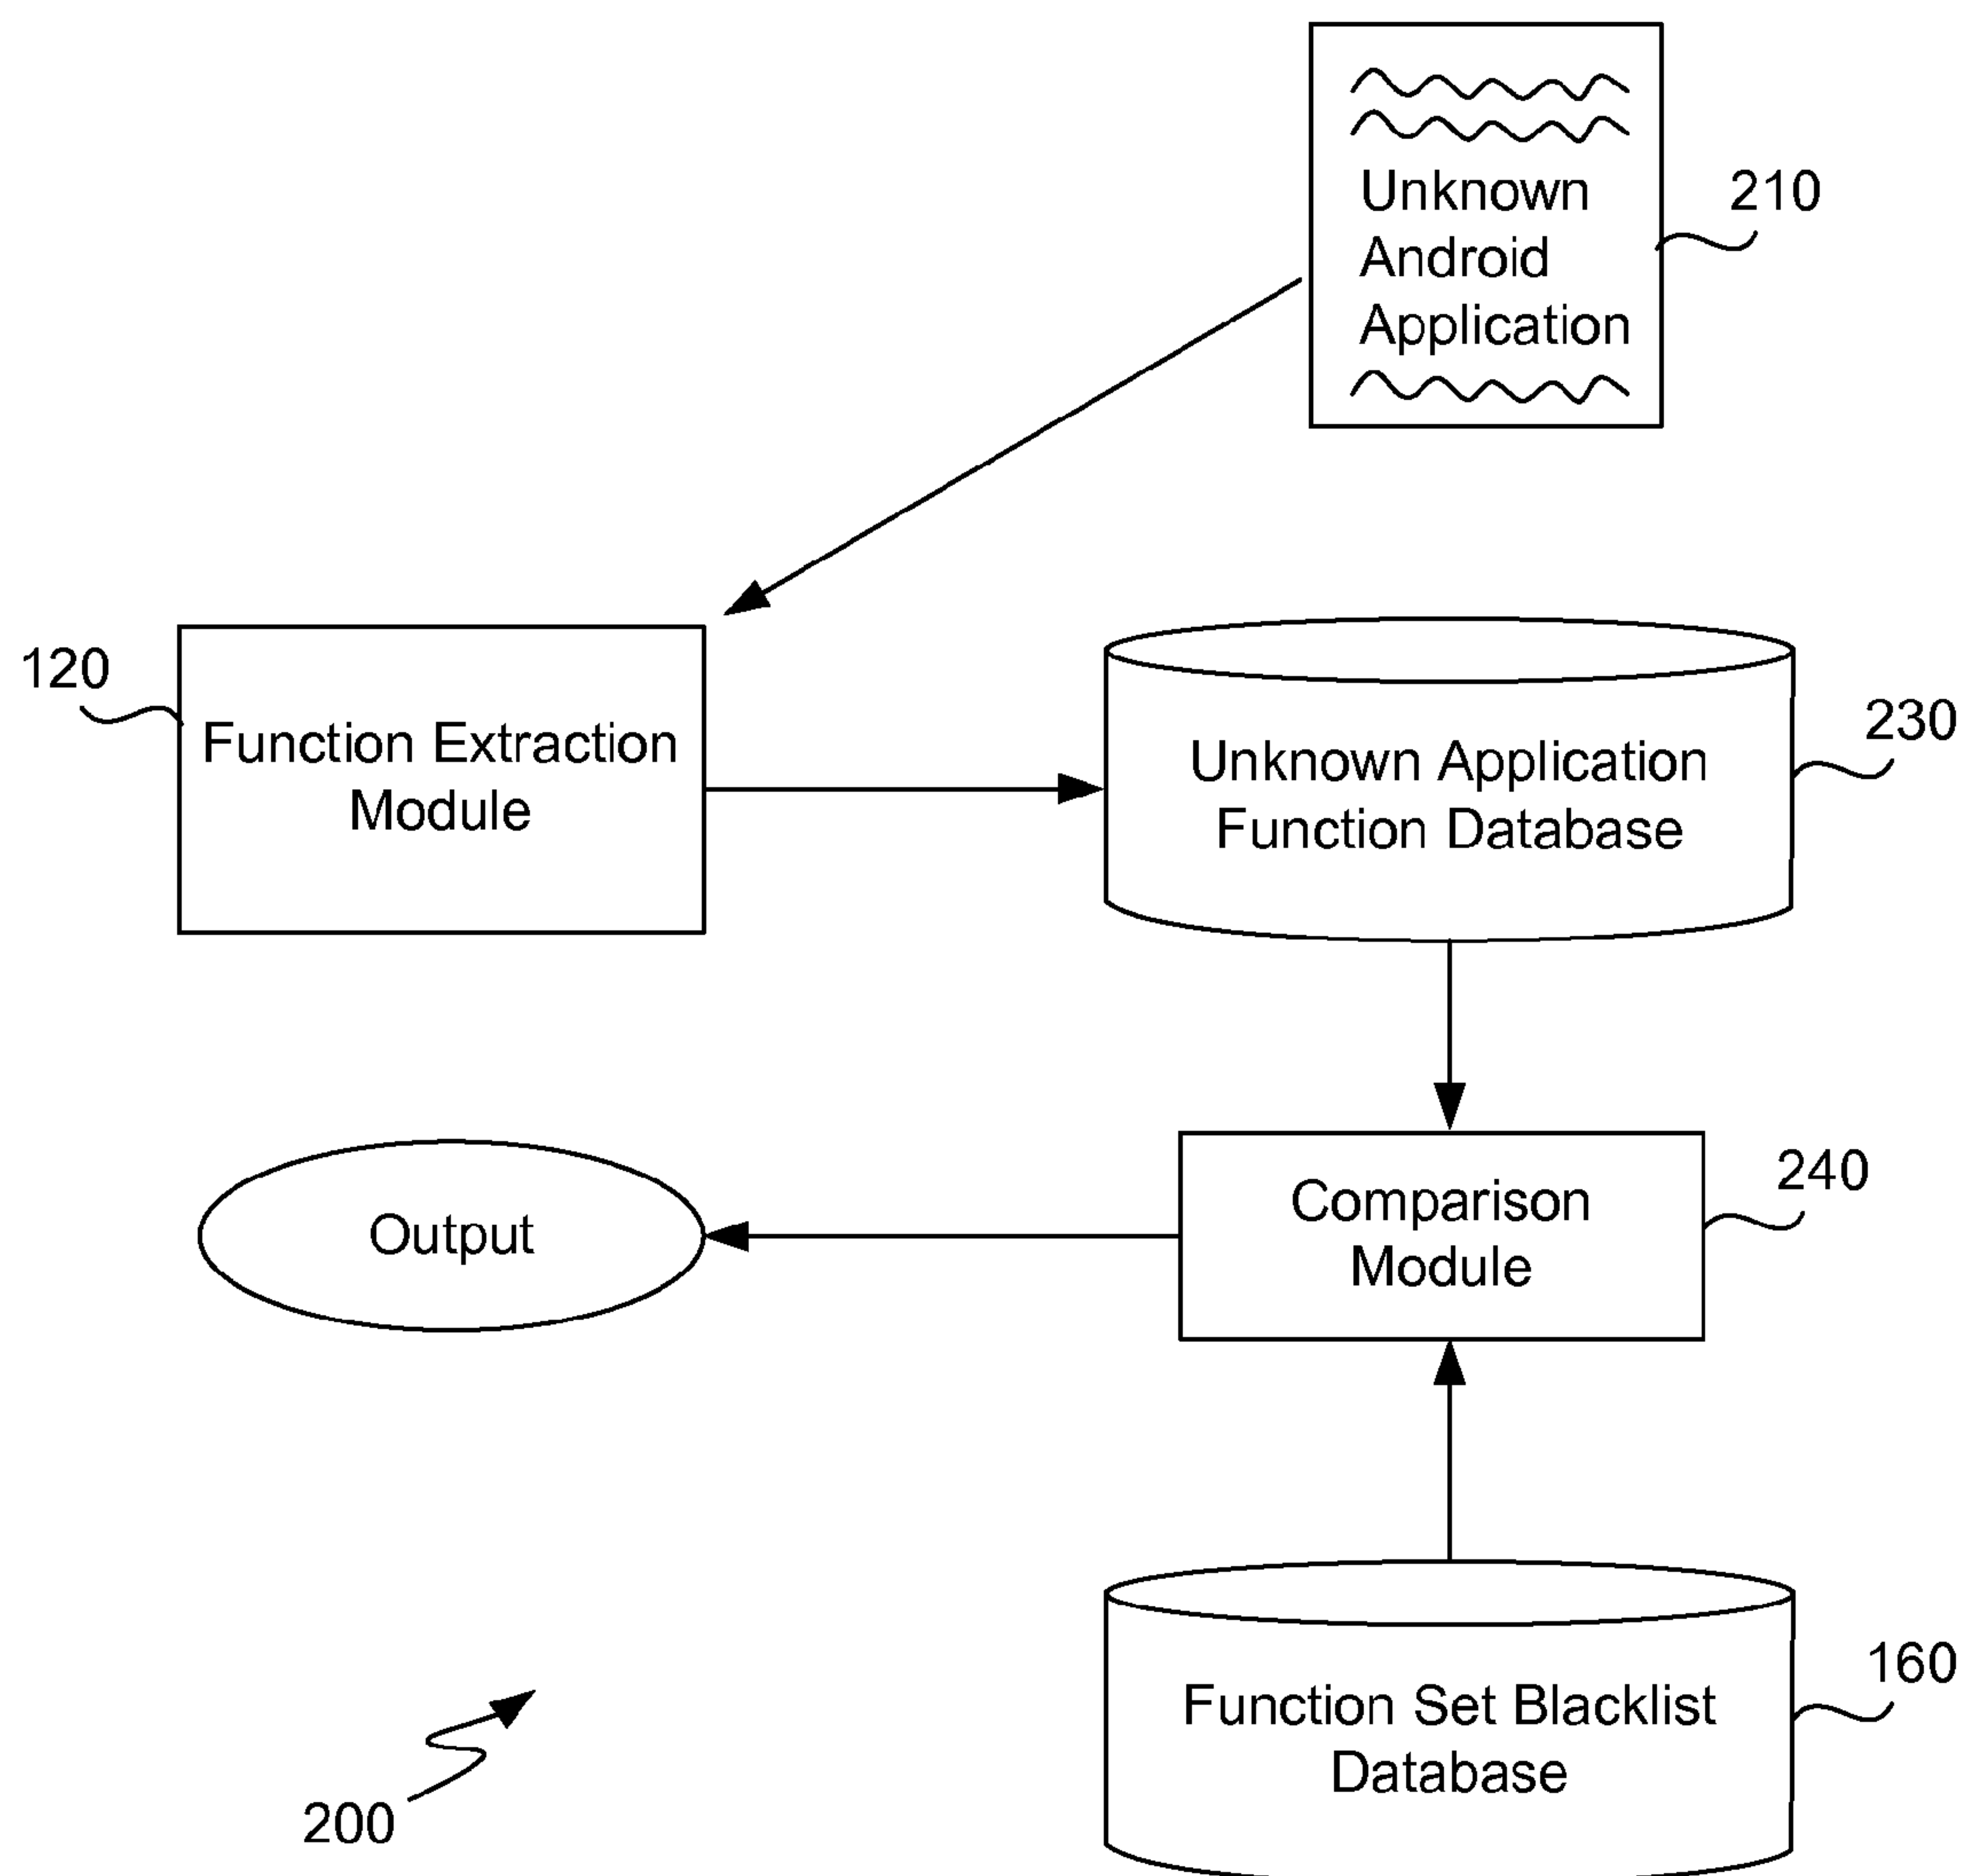 Unknown
Android
Application
210
120
Function Extraction
Module
Unknown Application
Function Database
230
Output
Comparison
Module
240
Function Set Blacklist
Database
160
200